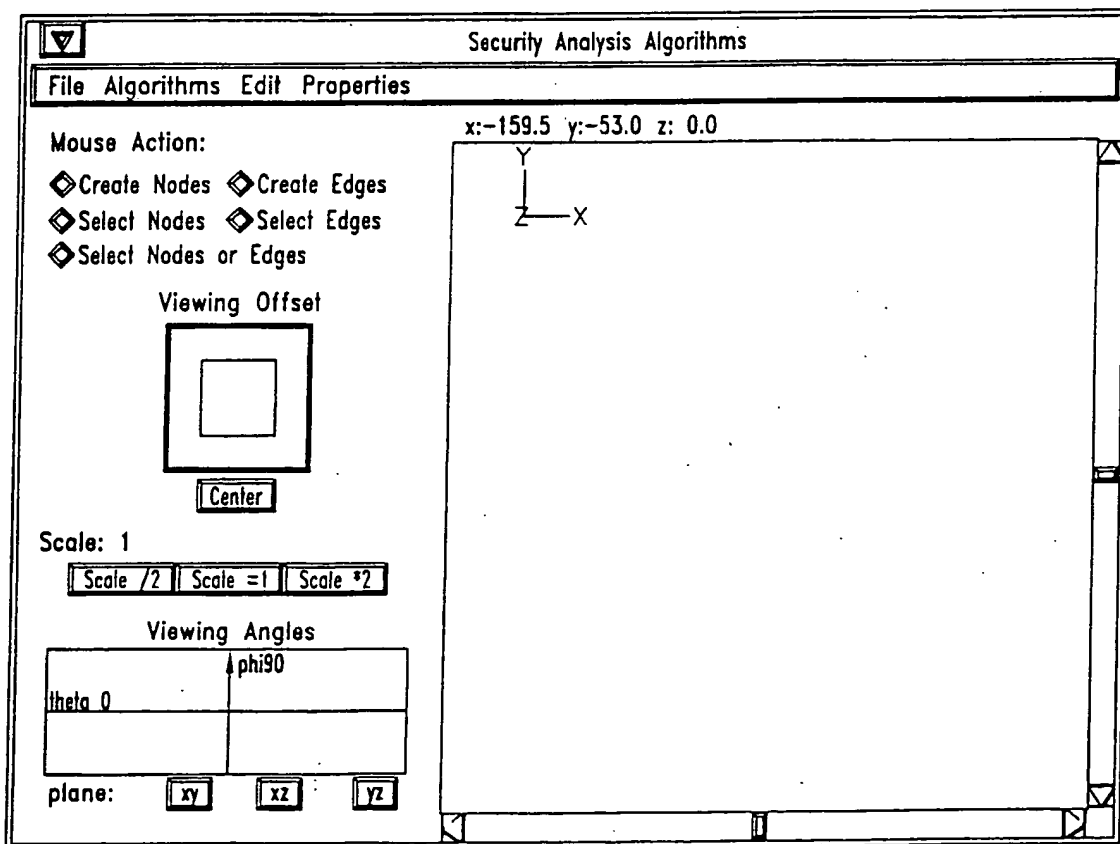 Security Analysis Algorithms
File Algorithms Edit Properties
x:-159.5 y:-53.0 z: 0.0
Mouse Action:
Create Nodes Create Edges
Select Nodes Select Edges
Select Nodes or Edges
Viewing Offset
Center
Scale: 1
Scale /2 Scale =1 Scale *2
Viewing Angles
phi90
theta 0
plane: xy xz yz
Y
Z X